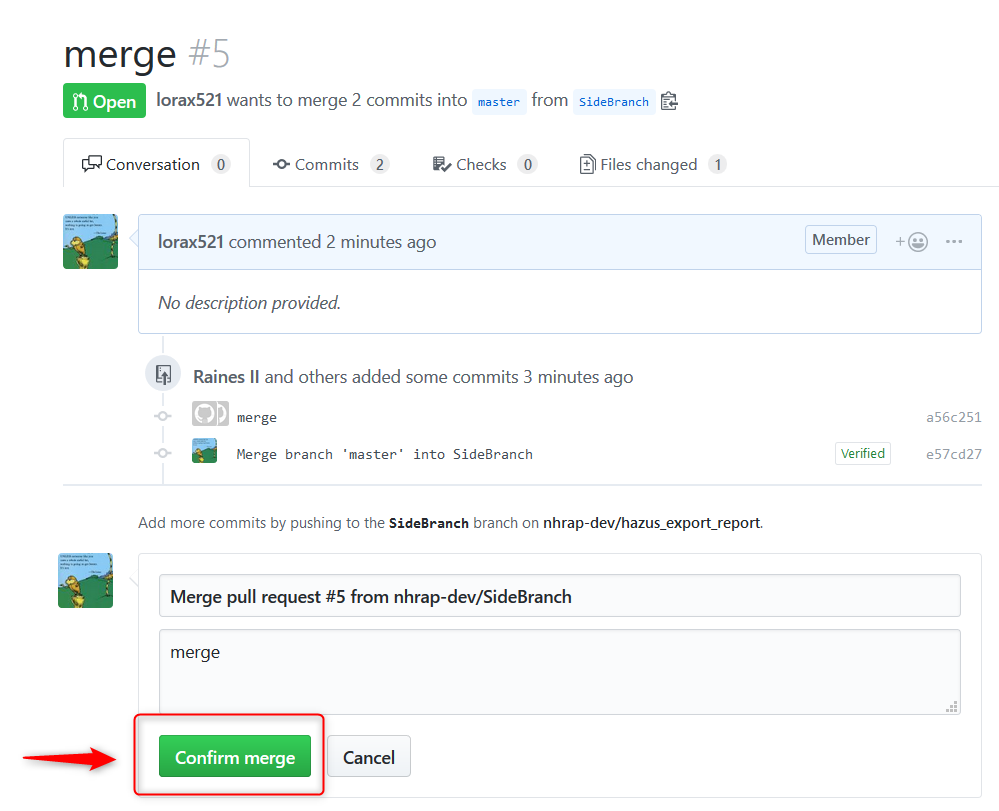 merge #5
Open lorax521 wants to merge 2 commits into master from SideBranch
Conversation 0 Commits 2 Checks 0 Files changed 1
lorax521 commented 2 minutes ago Member
No description provided.
Raines II and others added some commits 3 minutes ago
merge a56c251
Merge branch 'master' into SideBranch Verified e57cd27
Add more commits by pushing to the SideBranch branch on nhrap-dev/hazus_export_report.
Merge pull request #5 from nhrap-dev/SideBranch
merge
Confirm merge Cancel